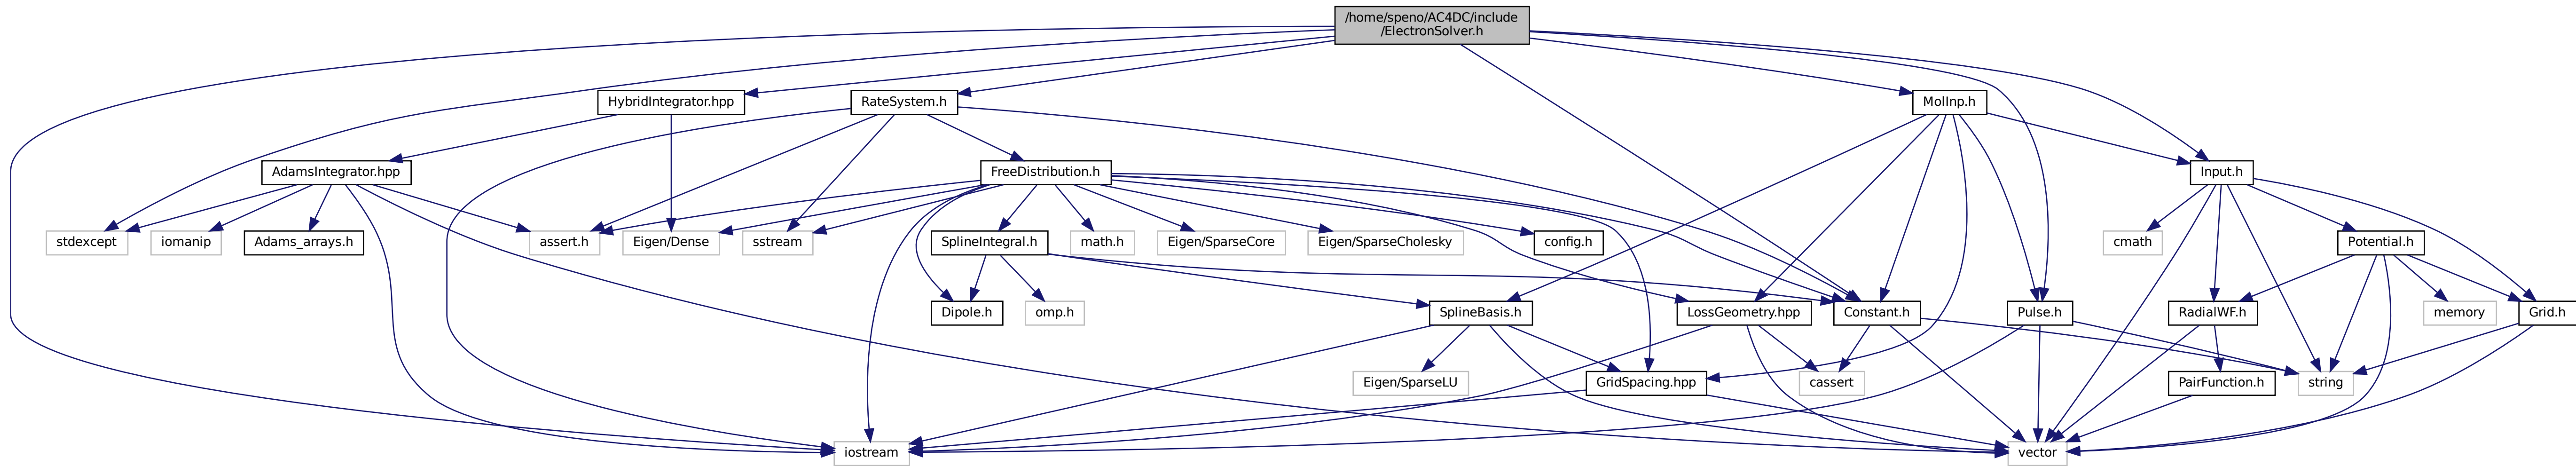 /home/speno/AC4DC/include
/ElectronSolver.h
HybridIntegrator.hpp
RateSystem.h
MolInp.h
AdamsIntegrator.hpp
FreeDistribution.h
Input.h
stdexcept
iomanip
Adams_arrays.h
assert.h
Eigen/Dense
sstream
SplineIntegral.h
math.h
Eigen/SparseCore
Eigen/SparseCholesky
config.h
cmath
Potential.h
Dipole.h
omp.h
SplineBasis.h
LossGeometry.hpp
Constant.h
Pulse.h
RadialWF.h
memory
Grid.h
Eigen/SparseLU
GridSpacing.hpp
cassert
PairFunction.h
string
iostream
vector